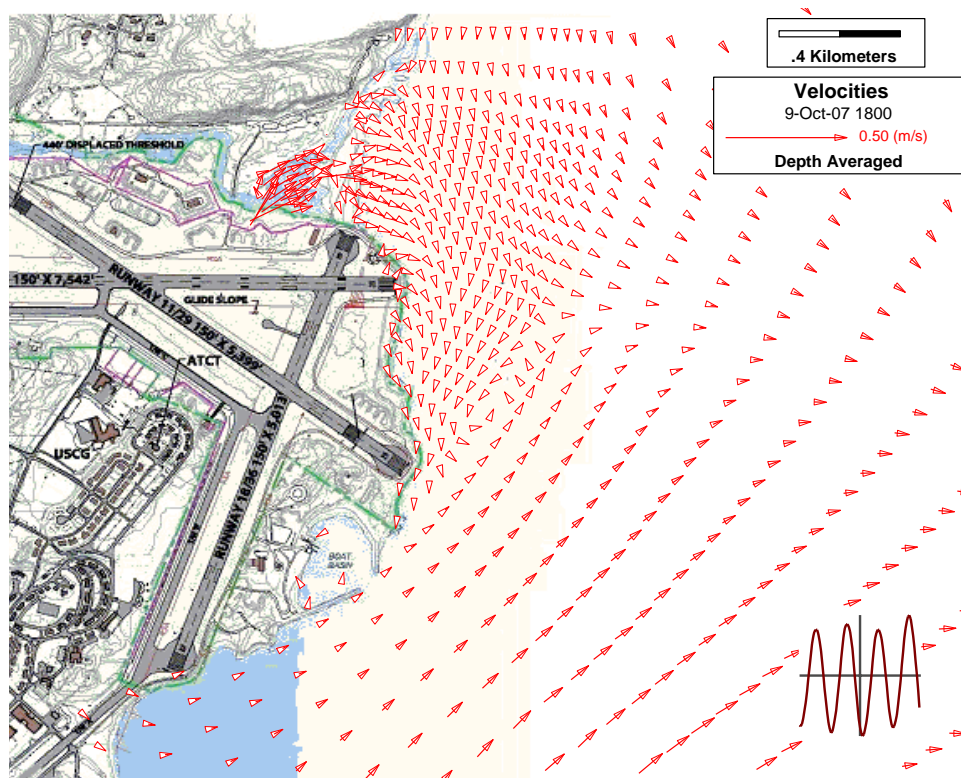 .4 Kilometers
Velocities
9-Oct-07 1800
0.50 (m/s)
Depth Averaged
440' DISPLACED THRESHOLD
150' X 7,542'
RUNWAY 11/29 150' X 5,399'
GLIDE SLOPE
ATCT
USCG
RUNWAY 18/36 150' X 5,013'
BOAT
BASIN